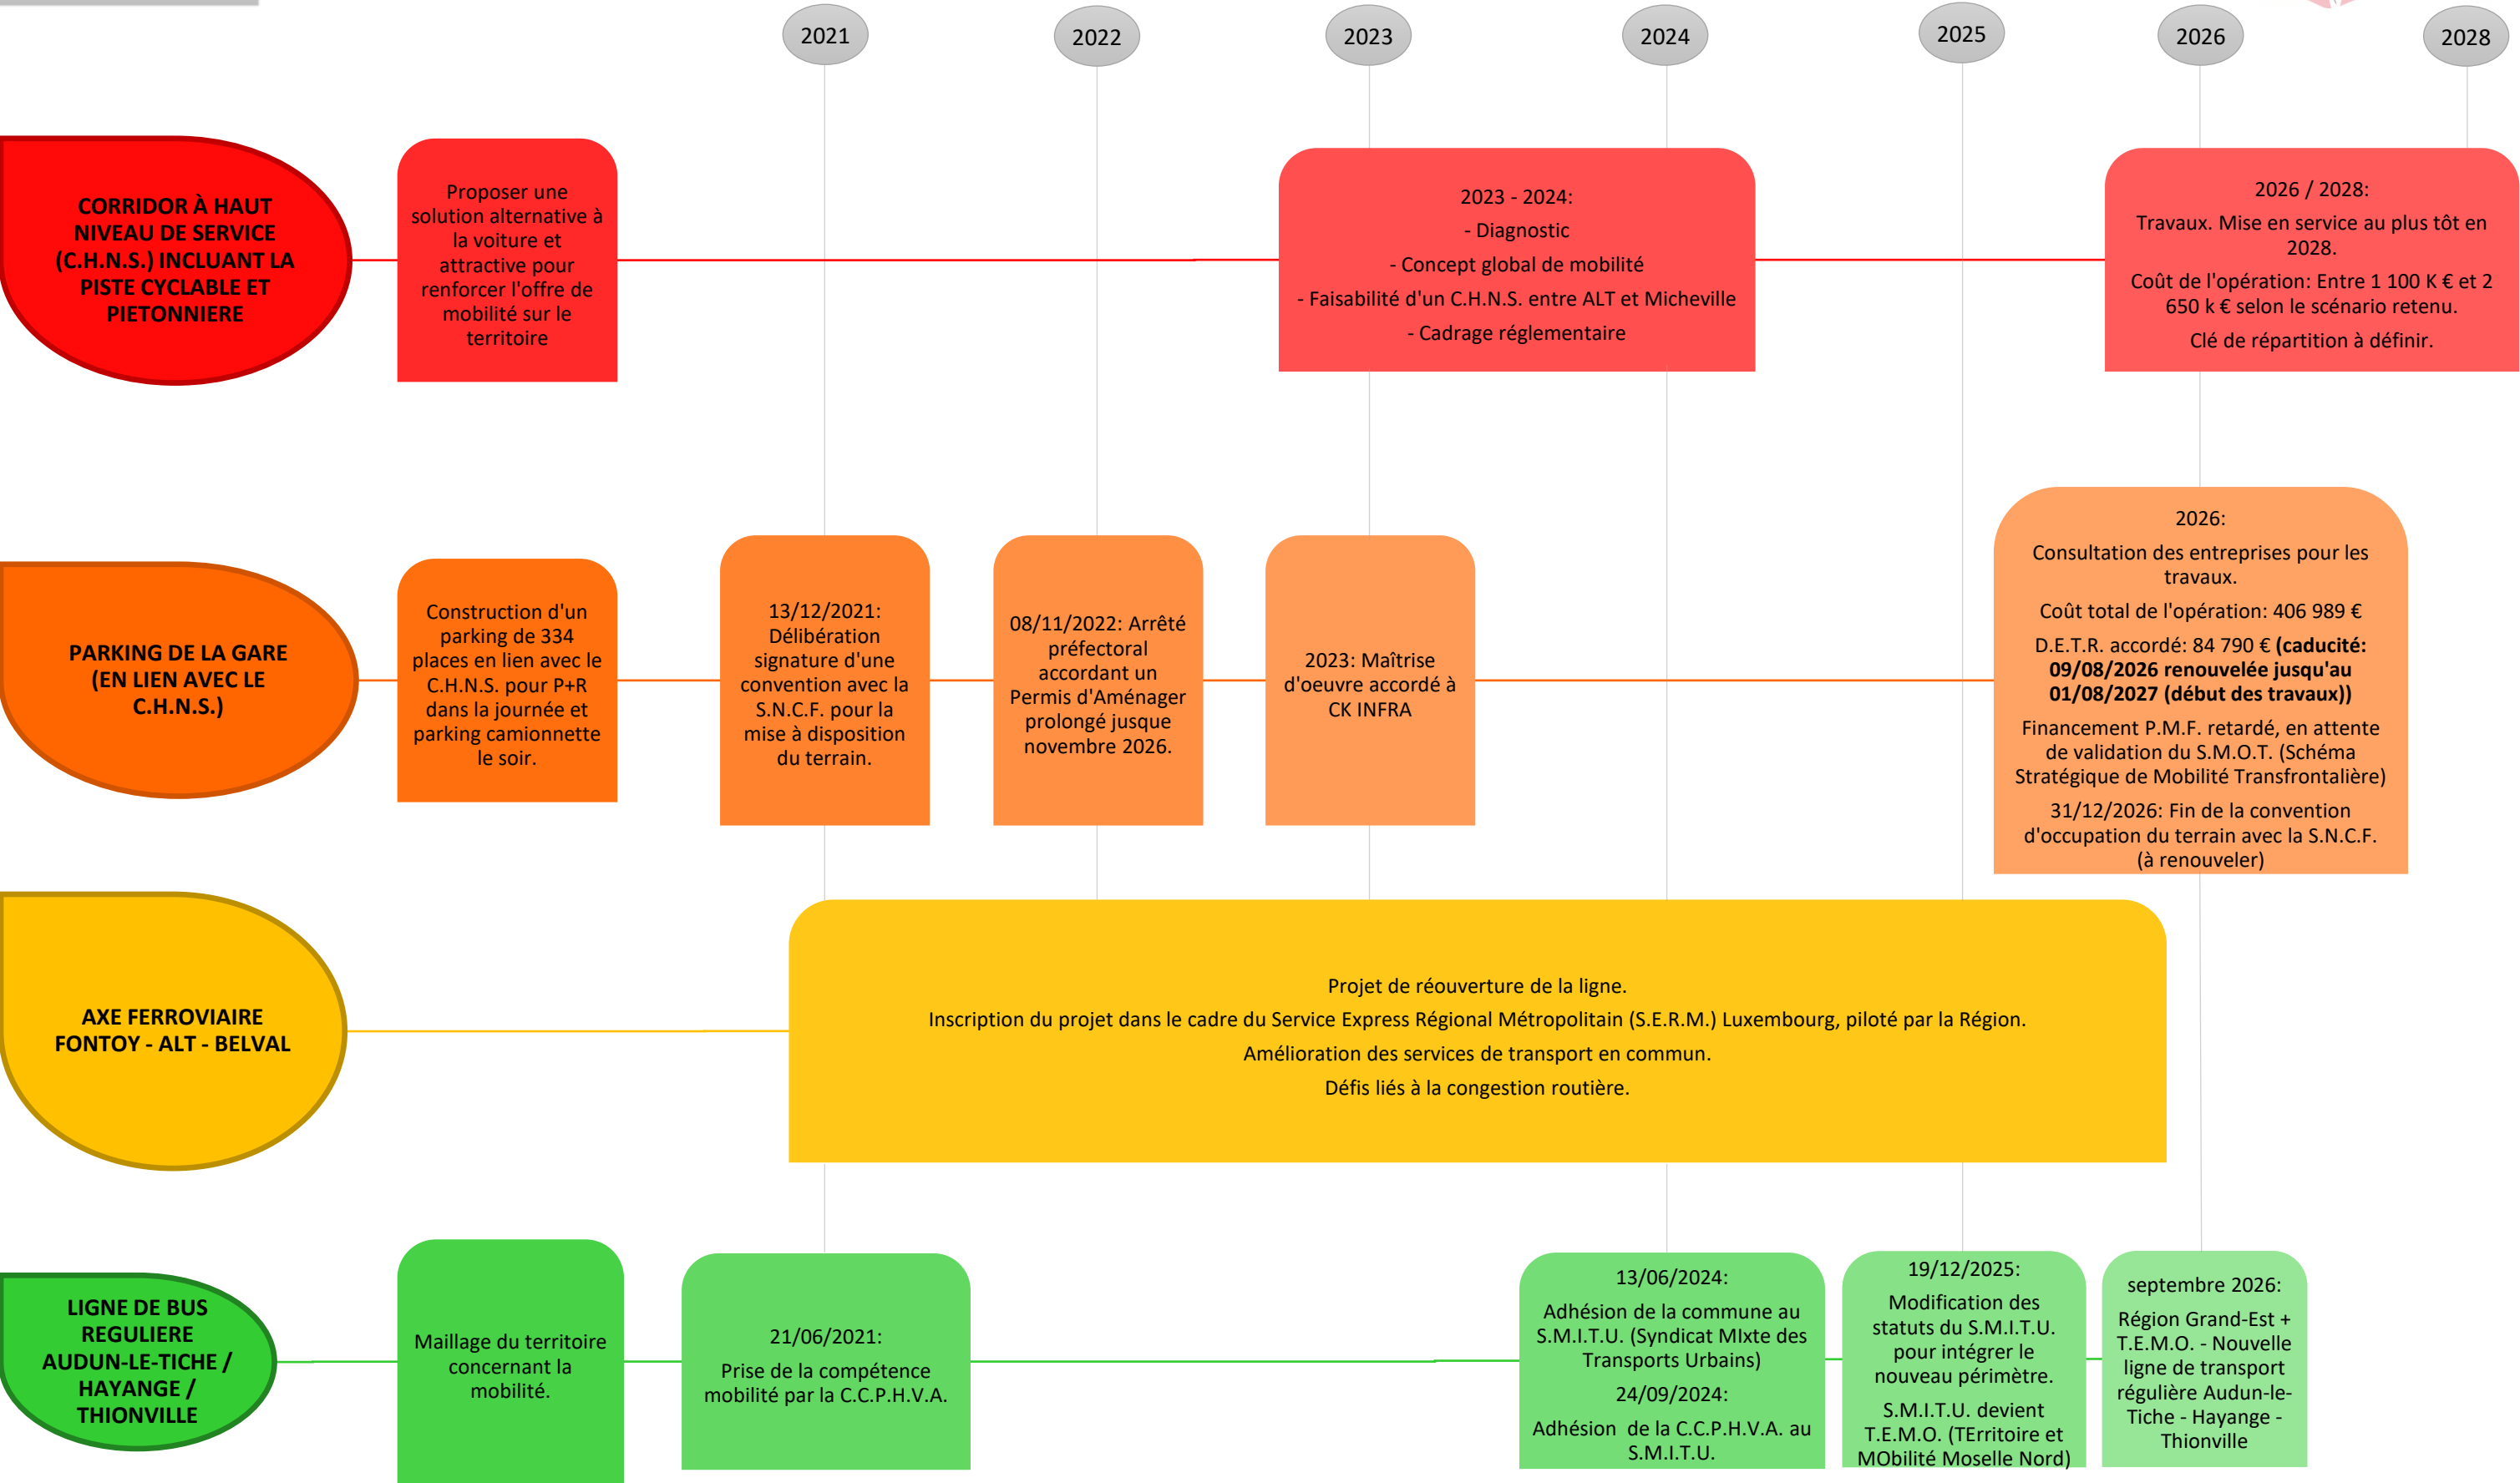 2021
2022
2023
2024
2025
2026
2028
CORRIDOR À HAUT
NIVEAU DE SERVICE
(C.H.N.S.) INCLUANT LA
PISTE CYCLABLE ET
PIETONNIERE
Proposer une
solution alternative à
la voiture et
attractive pour
renforcer l'offre de
mobilité sur le
territoire
2023 - 2024:
- Diagnostic
- Concept global de mobilité
- Faisabilité d'un C.H.N.S. entre ALT et Micheville
- Cadrage réglementaire
2026 / 2028:
Travaux. Mise en service au plus tôt en
2028.
Coût de l'opération: Entre 1 100 K € et 2
650 k € selon le scénario retenu.
Clé de répartition à définir.
PARKING DE LA GARE
(EN LIEN AVEC LE
C.H.N.S.)
Construction d'un
parking de 334
places en lien avec le
C.H.N.S. pour P+R
dans la journée et
parking camionnette
le soir.
13/12/2021:
Délibération
signature d'une
convention avec la
S.N.C.F. pour la
mise à disposition
du terrain.
08/11/2022: Arrêté
préfectoral
accordant un
Permis d'Aménager
prolongé jusque
novembre 2026.
2023: Maîtrise
d'oeuvre accordé à
CK INFRA
2026:
Consultation des entreprises pour les
travaux.
Coût total de l'opération: 406 989 €
D.E.T.R. accordé: 84 790 € (caducité:
09/08/2026 renouvelée jusqu'au
01/08/2027 (début des travaux))
Financement P.M.F. retardé, en attente
de validation du S.M.O.T. (Schéma
Stratégique de Mobilité Transfrontalière)
31/12/2026: Fin de la convention
d'occupation du terrain avec la S.N.C.F.
(à renouveler)
AXE FERROVIAIRE
FONTOY - ALT - BELVAL
Projet de réouverture de la ligne.
Inscription du projet dans le cadre du Service Express Régional Métropolitain (S.E.R.M.) Luxembourg, piloté par la Région.
Amélioration des services de transport en commun.
Défis liés à la congestion routière.
LIGNE DE BUS
REGULIERE
AUDUN-LE-TICHE /
HAYANGE /
THIONVILLE
Maillage du territoire
concernant la
mobilité.
21/06/2021:
Prise de la compétence
mobilité par la C.C.P.H.V.A.
13/06/2024:
Adhésion de la commune au
S.M.I.T.U. (Syndicat MIxte des
Transports Urbains)
24/09/2024:
Adhésion de la C.C.P.H.V.A. au
S.M.I.T.U.
19/12/2025:
Modification des
statuts du S.M.I.T.U.
pour intégrer le
nouveau périmètre.
S.M.I.T.U. devient
T.E.M.O. (TErritoire et
MObilité Moselle Nord)
septembre 2026:
Région Grand-Est +
T.E.M.O. - Nouvelle
ligne de transport
régulière Audun-le-
Tiche - Hayange -
Thionville